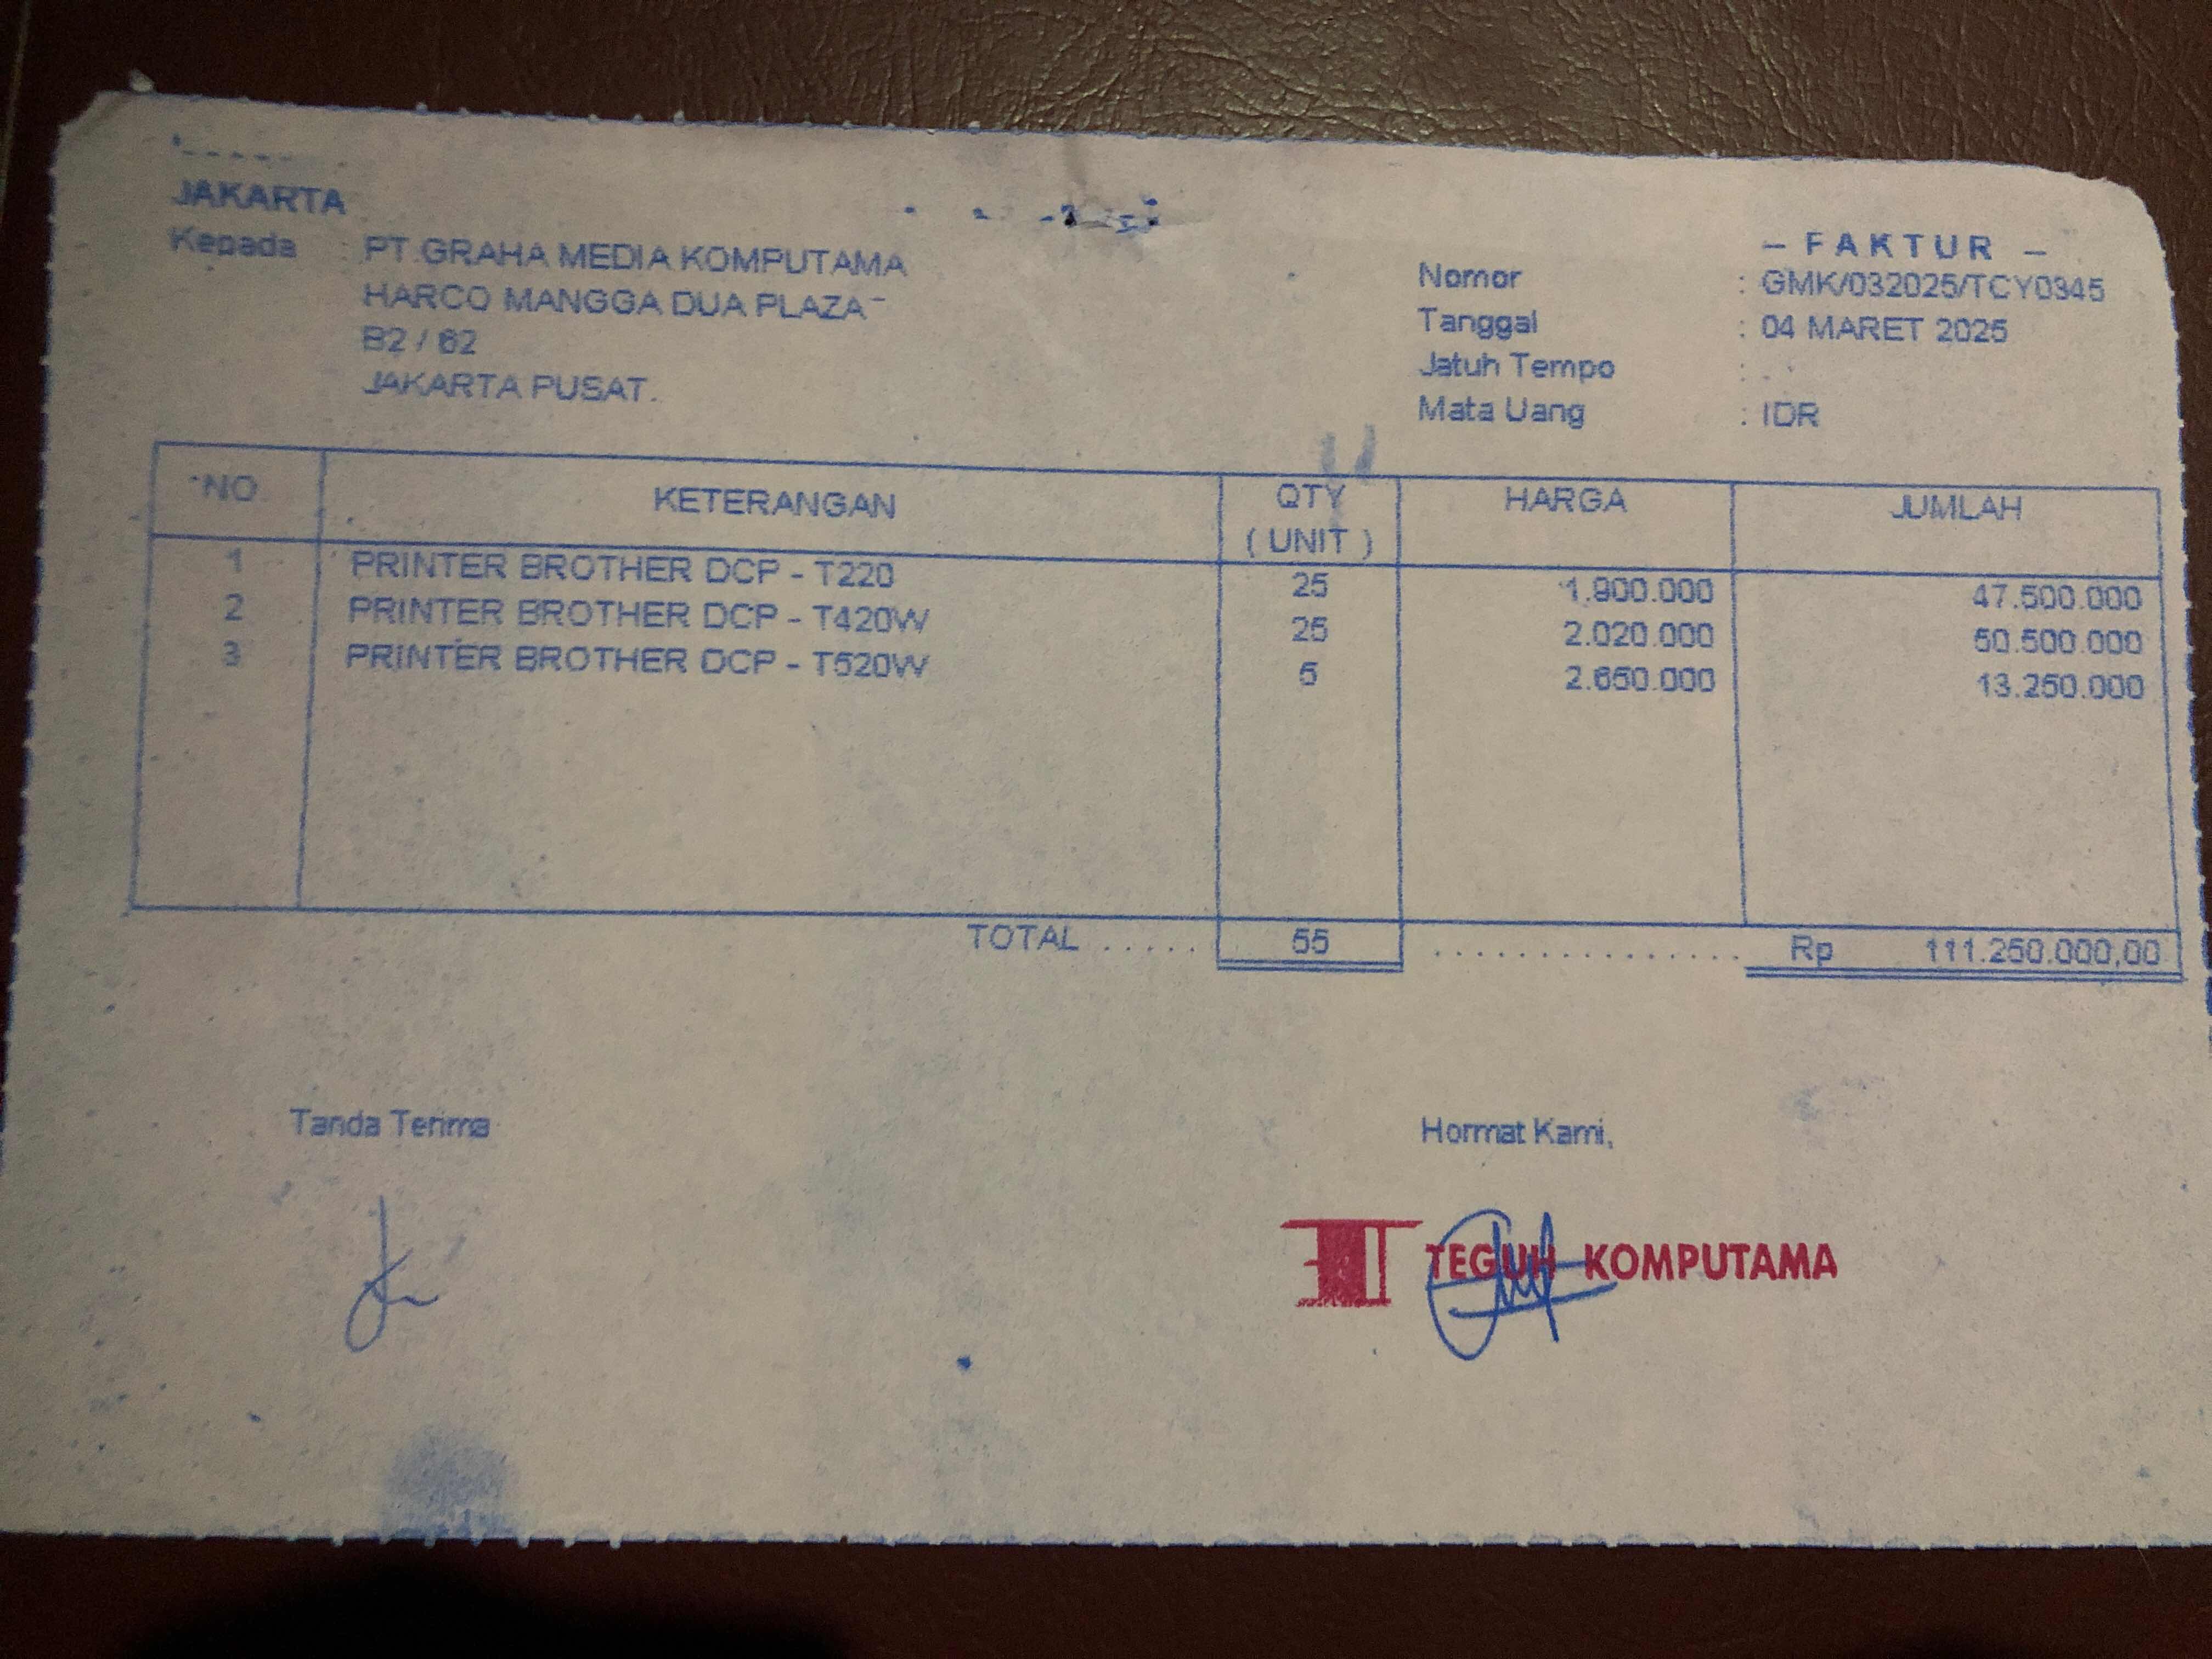 JAKARTA
Kepada : PT GRAHA MEDIA KOMPUTAMA
HARCO MANGGA DUA PLAZA
B2 / 62
JAKARTA PUSAT.
– FAKTUR –
Nomor : GMK/032025/TCY0345
Tanggal : 04 MARET 2025
Jatuh Tempo : -
Mata Uang : IDR
NO KETERANGAN QTY HARGA JUMLAH
( UNIT )
1 PRINTER BROTHER DCP - T220 25 1.900.000 47.500.000
2 PRINTER BROTHER DCP - T420W 25 2.020.000 50.500.000
3 PRINTER BROTHER DCP - T520W 5 2.650.000 13.250.000
TOTAL ..... 55 ............... Rp 111.250.000,00
Tanda Terima Hormat Kami,
TEGUH KOMPUTAMA